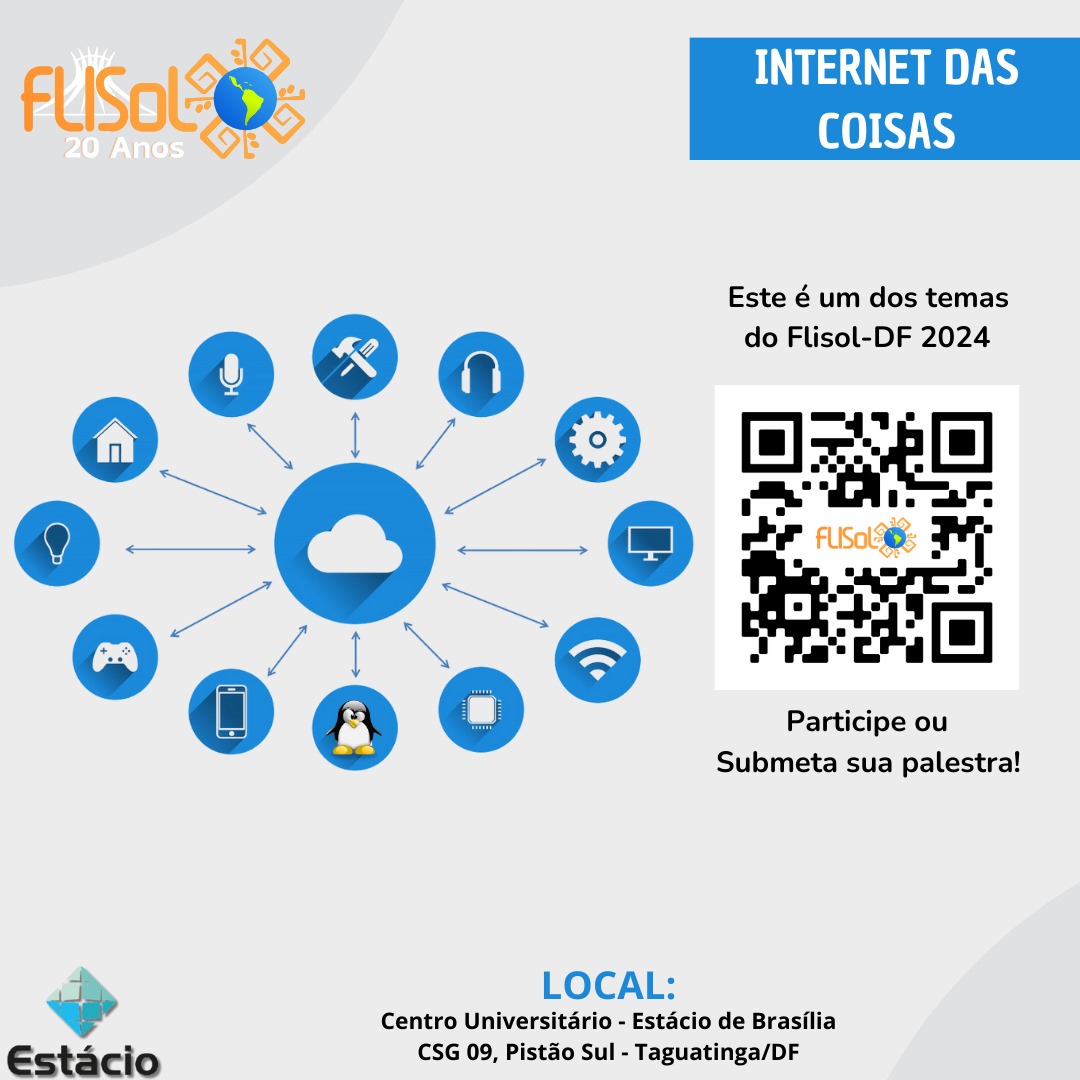 FLISoL
20 Anos
INTERNET DAS
COISAS
Este é um dos temas
do Flisol-DF 2024
FLISoL
Participe ou
Submeta sua palestra!
LOCAL:
Centro Universitário - Estácio de Brasília
CSG 09, Pistão Sul - Taguatinga/DF
Estácio